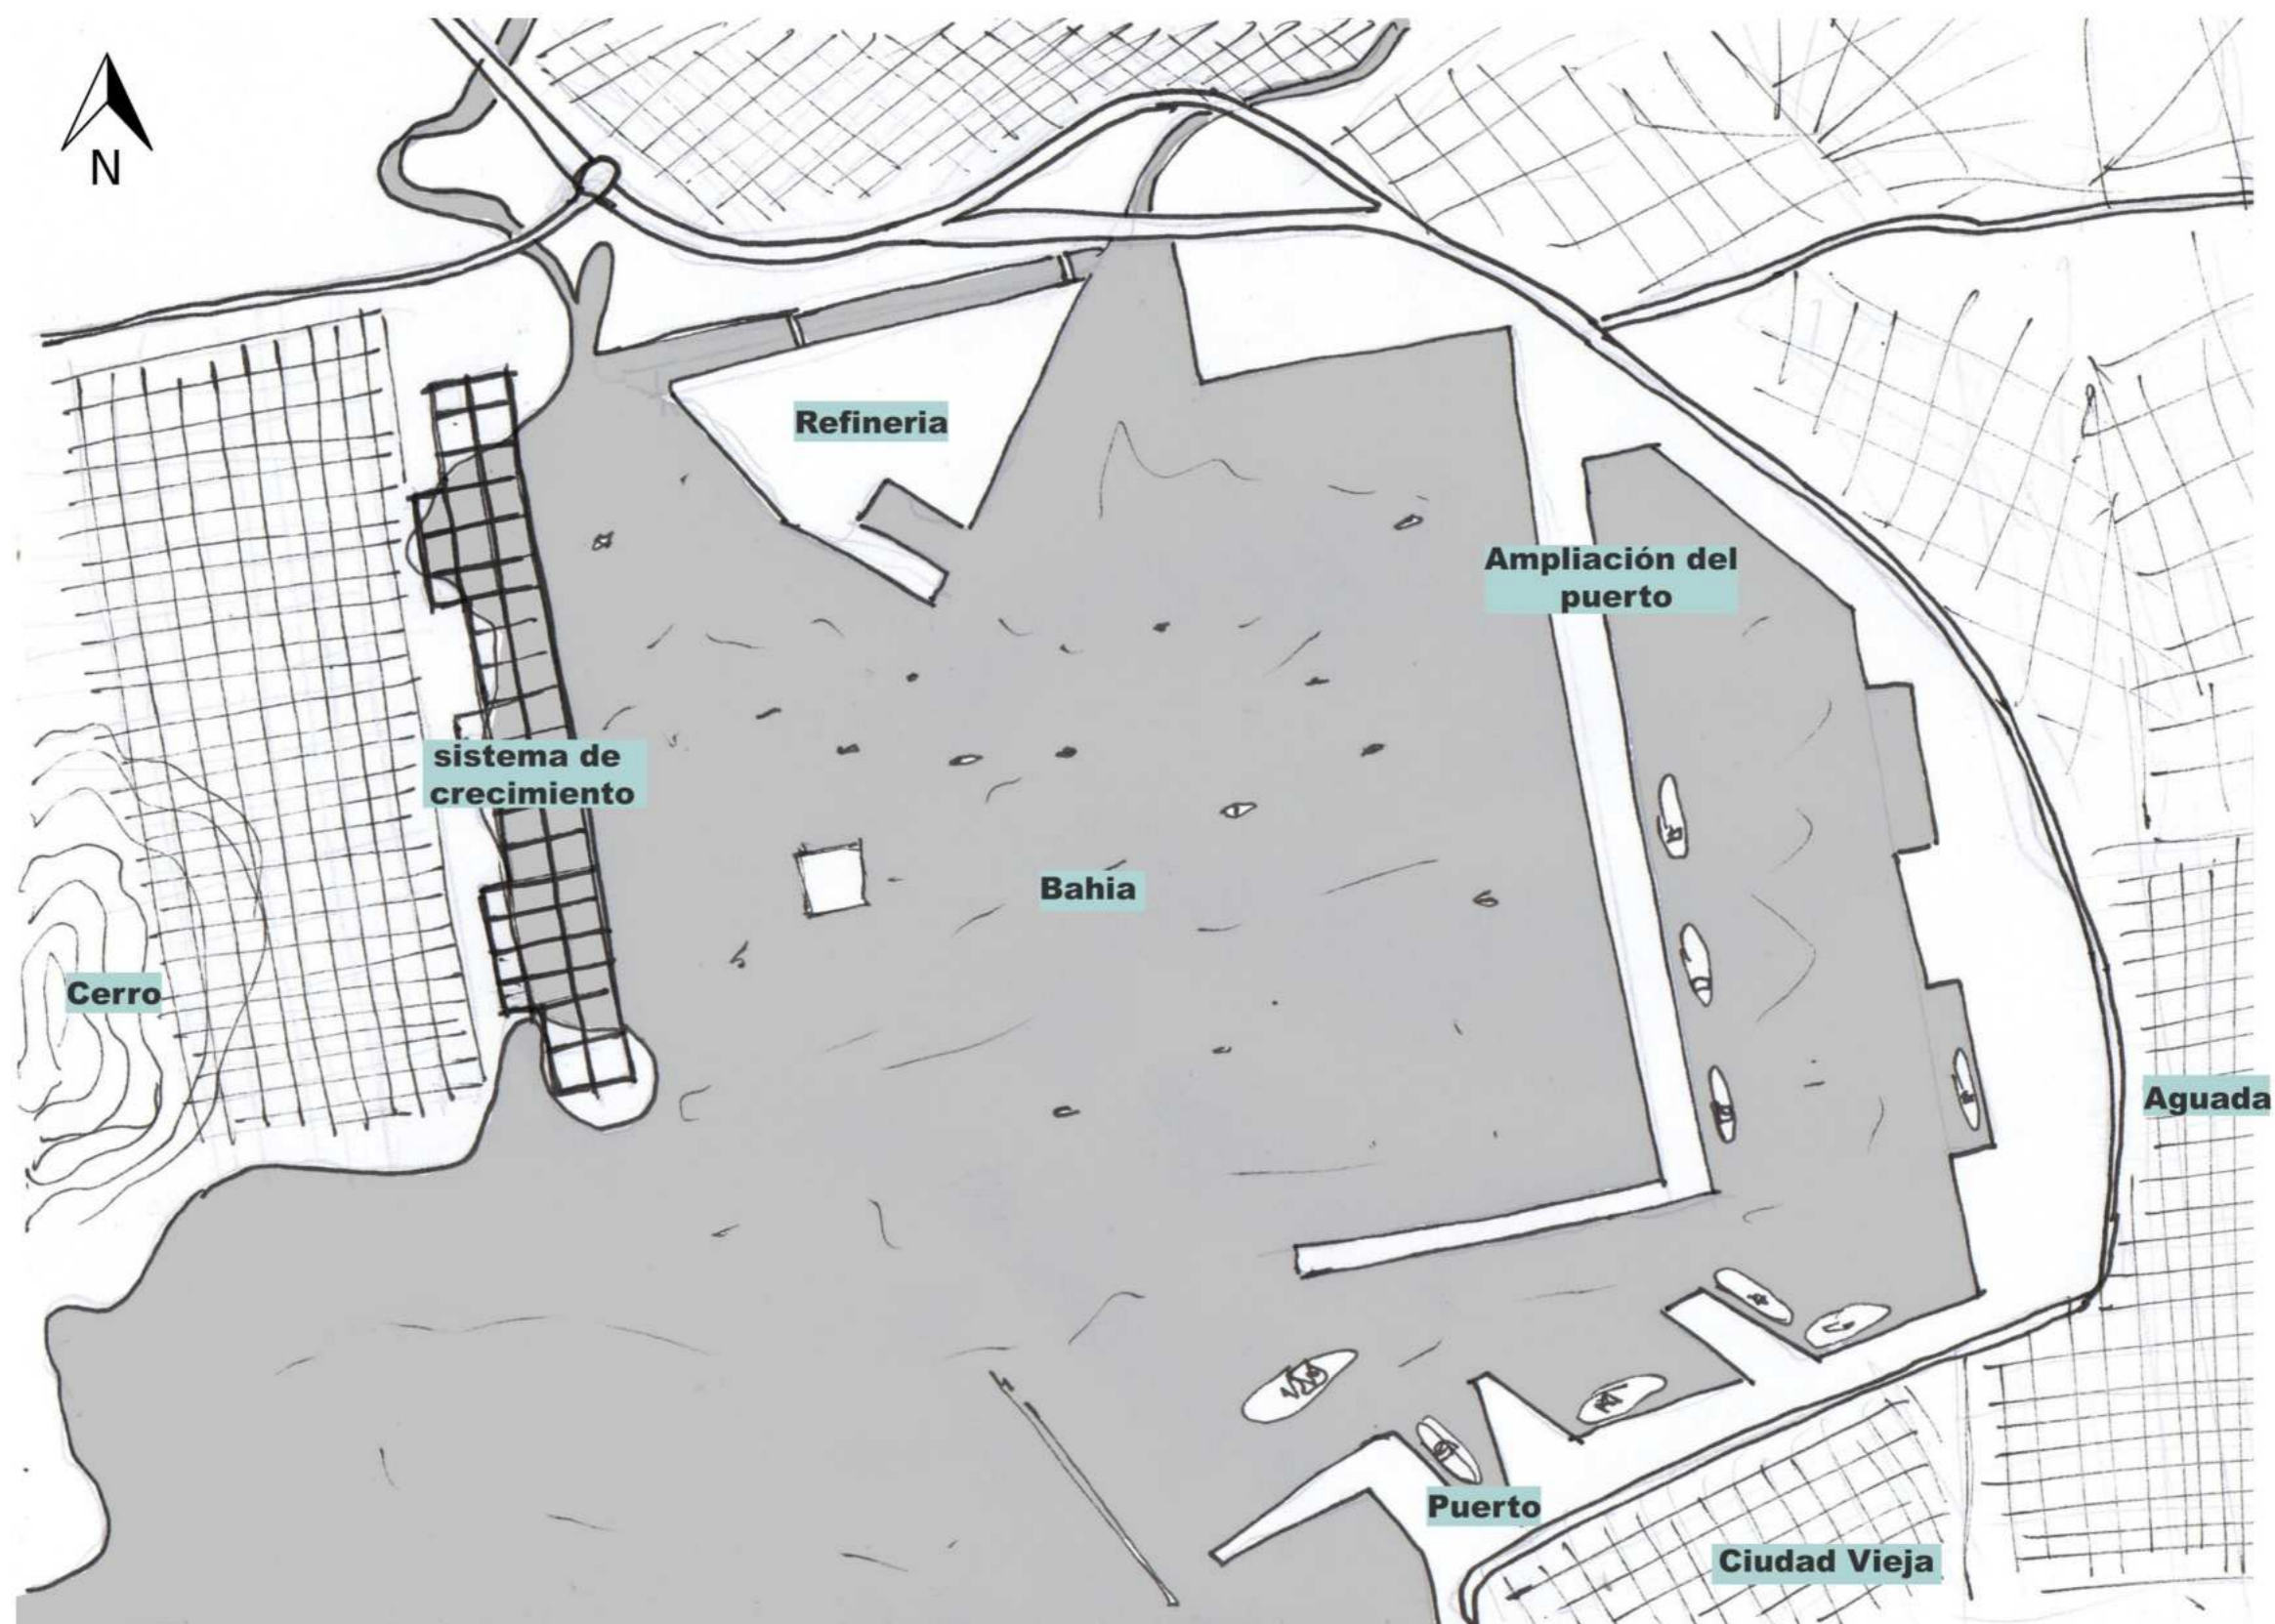 N
Refineria
Ampliación del
puerto
sistema de
crecimiento
Bahia
Cerro
Aguada
Puerto
Ciudad Vieja